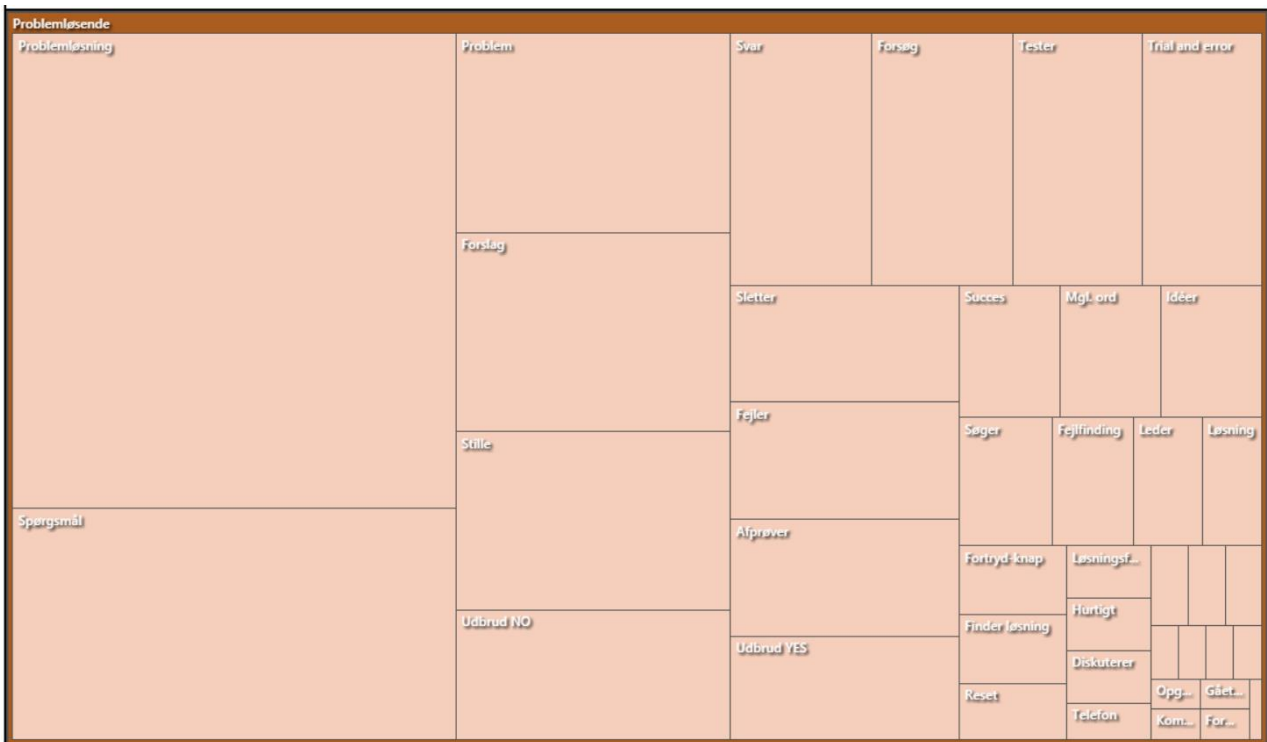 Problemløsende
Problemløsning
Problem
Svar
Forsøg
Tester
Trial and error
Forslag
Sletter
Succes
Mgl. ord
Idéer
Fejler
Søger
Fejlfinding
Leder
Løsning
Stille
Spørgsmål
Afprøver
Fortryd-knap
Løsningsf...
Hurtigt
Udbrud NO
Finder løsning
Udbrud YES
Diskuterer
Reset
Opg...
Gået...
Telefon
Kom...
For...